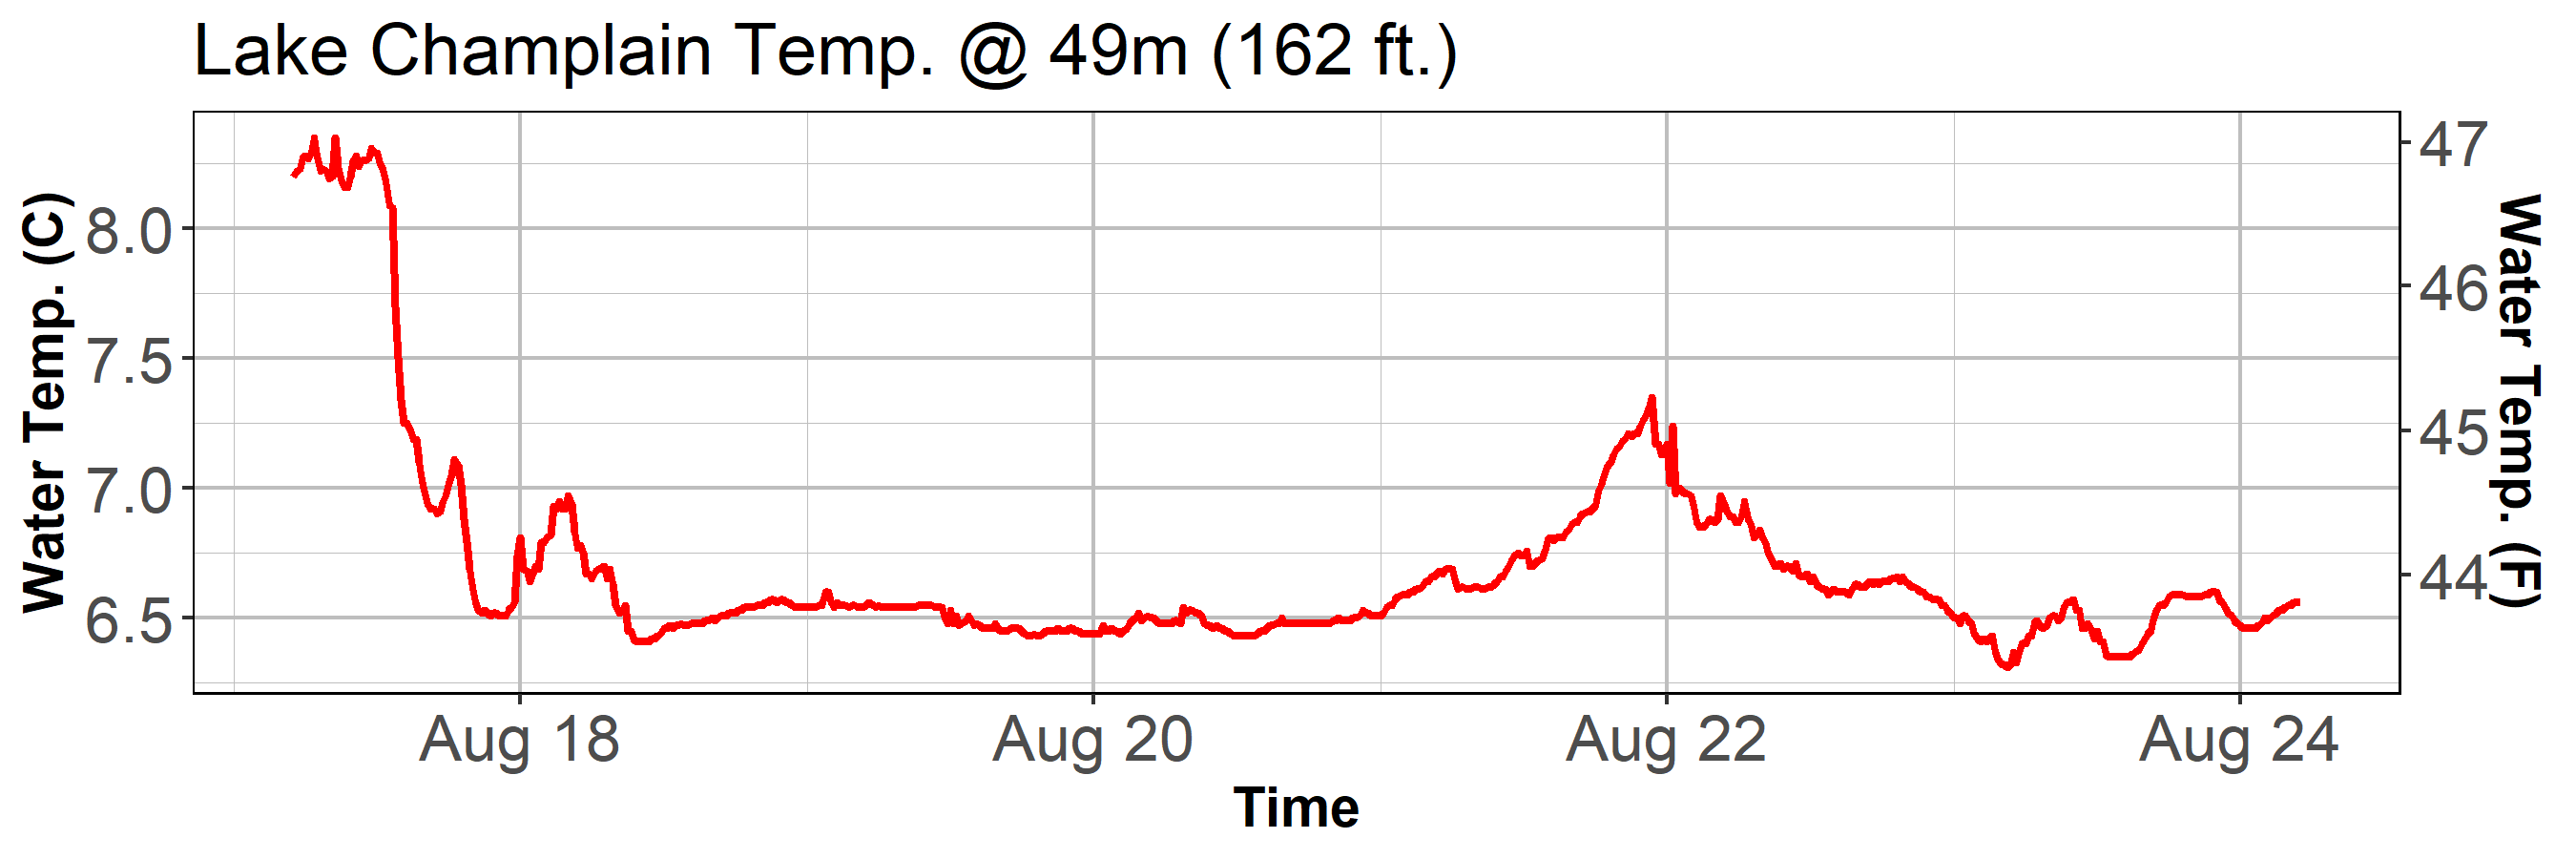 Lake Champlain Temp. @ 49m (162 ft.)
Water Temp. (C)
8.0
7.5
7.0
6.5
47
46
45
44
Water Temp. (F)
Aug 18
Aug 20
Aug 22
Aug 24
Time